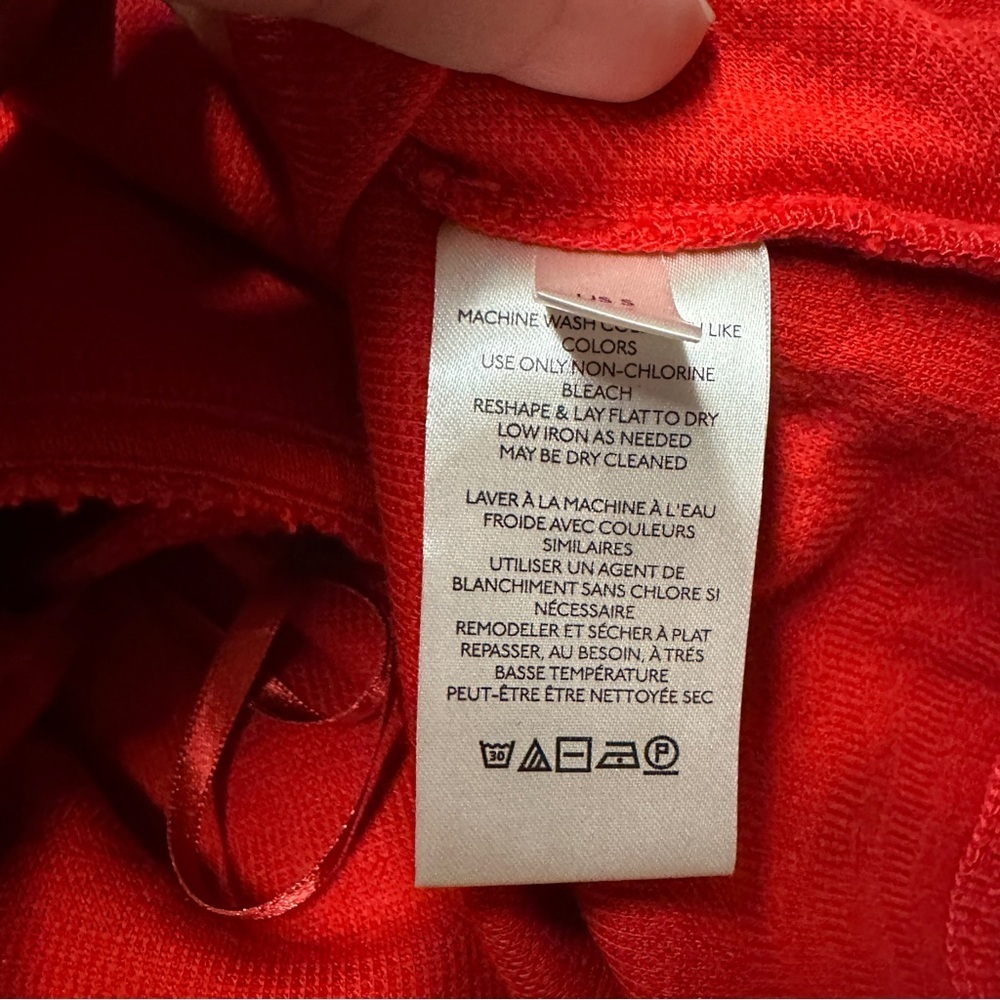 US S
MACHINE WASH LIKE
COLORS
USE ONLY NON-CHLORINE
BLEACH
RESHAPE & LAY FLAT TO DRY
LOW IRON AS NEEDED
MAY BE DRY CLEANED
LAVER À LA MACHINE À L'EAU
FROIDE AVEC COULEURS
SIMILAIRES
UTILISER UN AGENT DE
BLANCHIMENT SANS CHLORE SI
NÉCESSAIRE
REMODELER ET SÉCHER À PLAT
REPASSER, AU BESOIN, À TRÉS
BASSE TEMPÉRATURE
PEUT-ÊTRE ÊTRE NETTOYÉE SEC
30 P